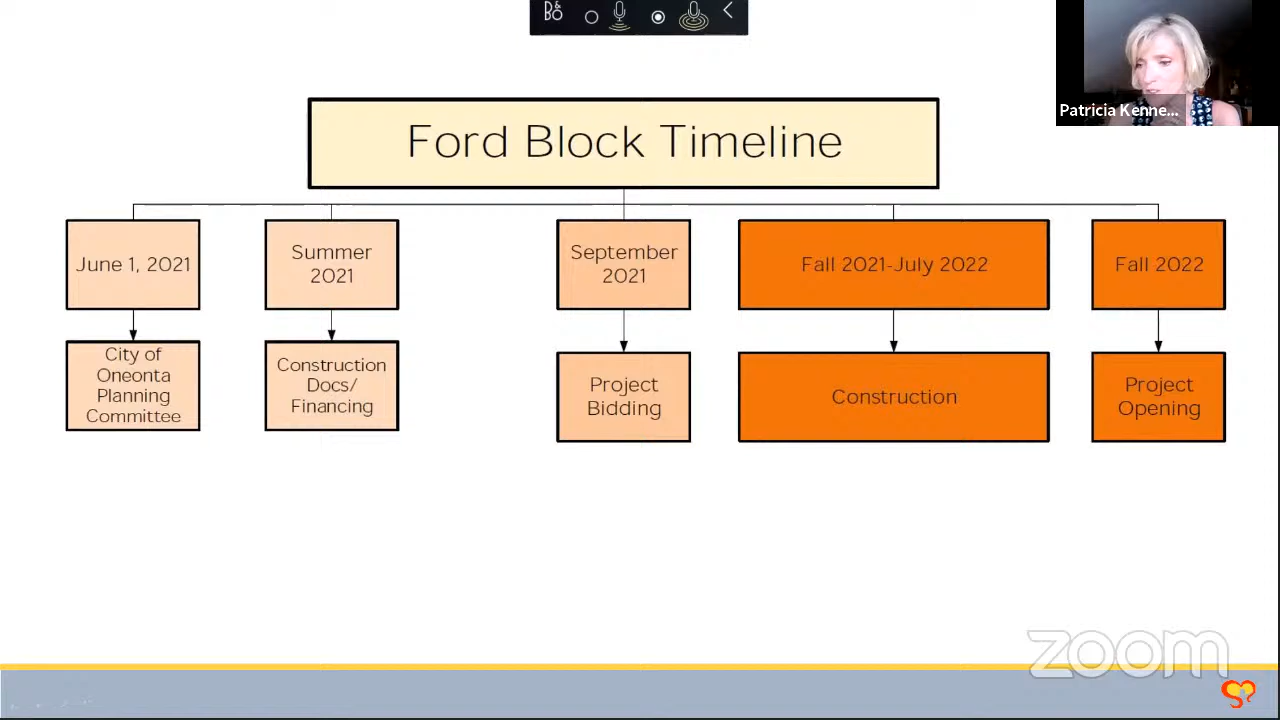 B&O
Patricia Kenne...
Ford Block Timeline
June 1, 2021
Summer
2021
September
2021
Fall 2021-July 2022
Fall 2022
City of
Oneonta
Planning
Committee
Construction
Docs/
Financing
Project
Bidding
Construction
Project
Opening
zoom